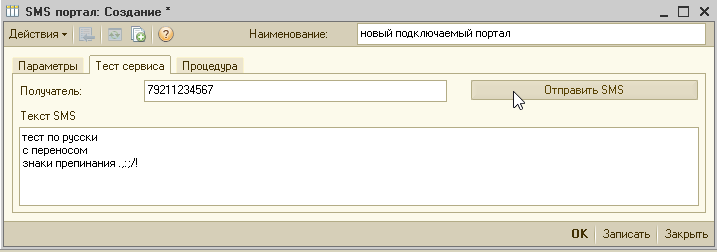 SMS портал: Создание *
Действия
Наименование: новый подключаемый портал
Параметры Тест сервиса Процедура
Получатель: 79211234567 Отправить SMS
Текст SMS
тест по русски
с переносом
знаки препинания .,:;/!
OK Записать Закрыть